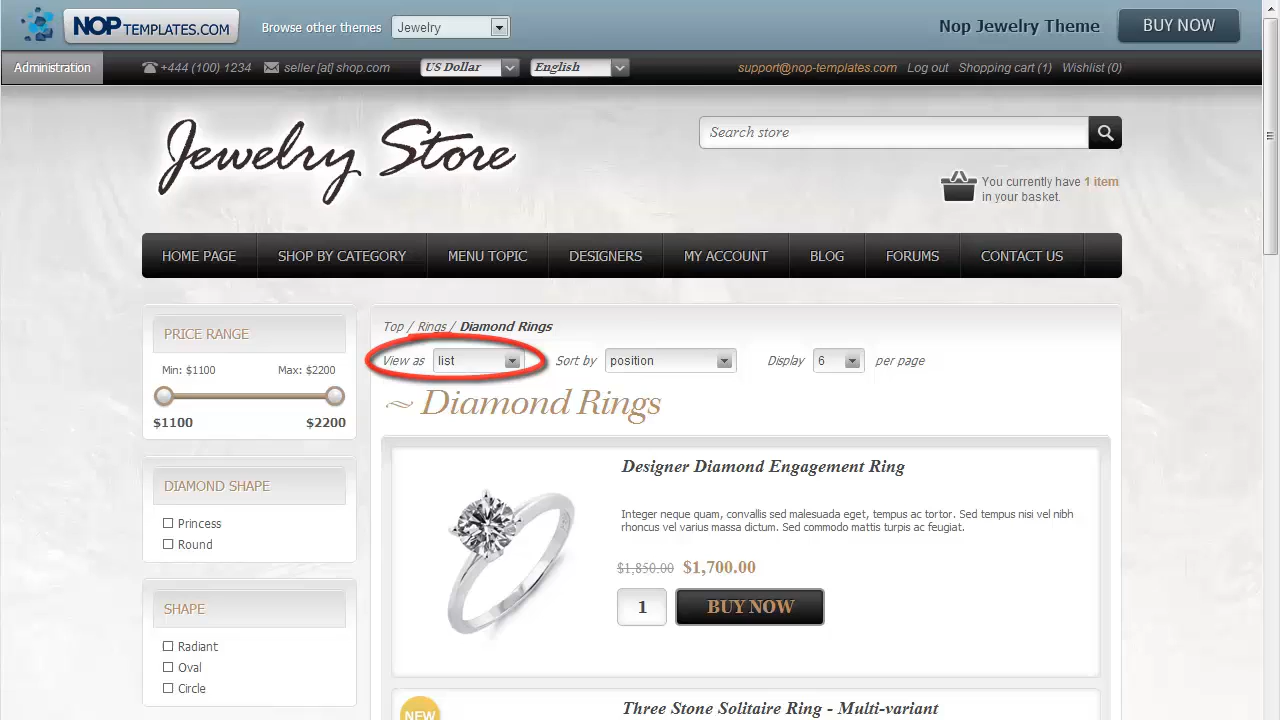 NOP TEMPLATES.COM
Browse other themes
Jewelry
Nop Jewelry Theme
BUY NOW
Administration
+444 (100) 1234
seller [at] shop.com
US Dollar
English
support@nop-templates.com
Log out
Shopping cart (1)
Wishlist (0)
Jewelry Store
Search store
You currently have 1 item
in your basket.
HOME PAGE
SHOP BY CATEGORY
MENU TOPIC
DESIGNERS
MY ACCOUNT
BLOG
FORUMS
CONTACT US
PRICE RANGE
Min: $1100
Max: $2200
$1100
$2200
DIAMOND SHAPE
Princess
Round
SHAPE
Radiant
Oval
Circle
Top / Rings / Diamond Rings
View as list
Sort by position
Display 6 per page
~ Diamond Rings
Designer Diamond Engagement Ring
Integer neque quam, convallis sed malesuada eget, tempus ac tortor. Sed tempus nisi vel nibh
rhoncus vel varius massa dictum. Sed commodo mattis turpis ac feugiat.
$1,850.00 $1,700.00
1
BUY NOW
NEW
Three Stone Solitaire Ring - Multi-variant